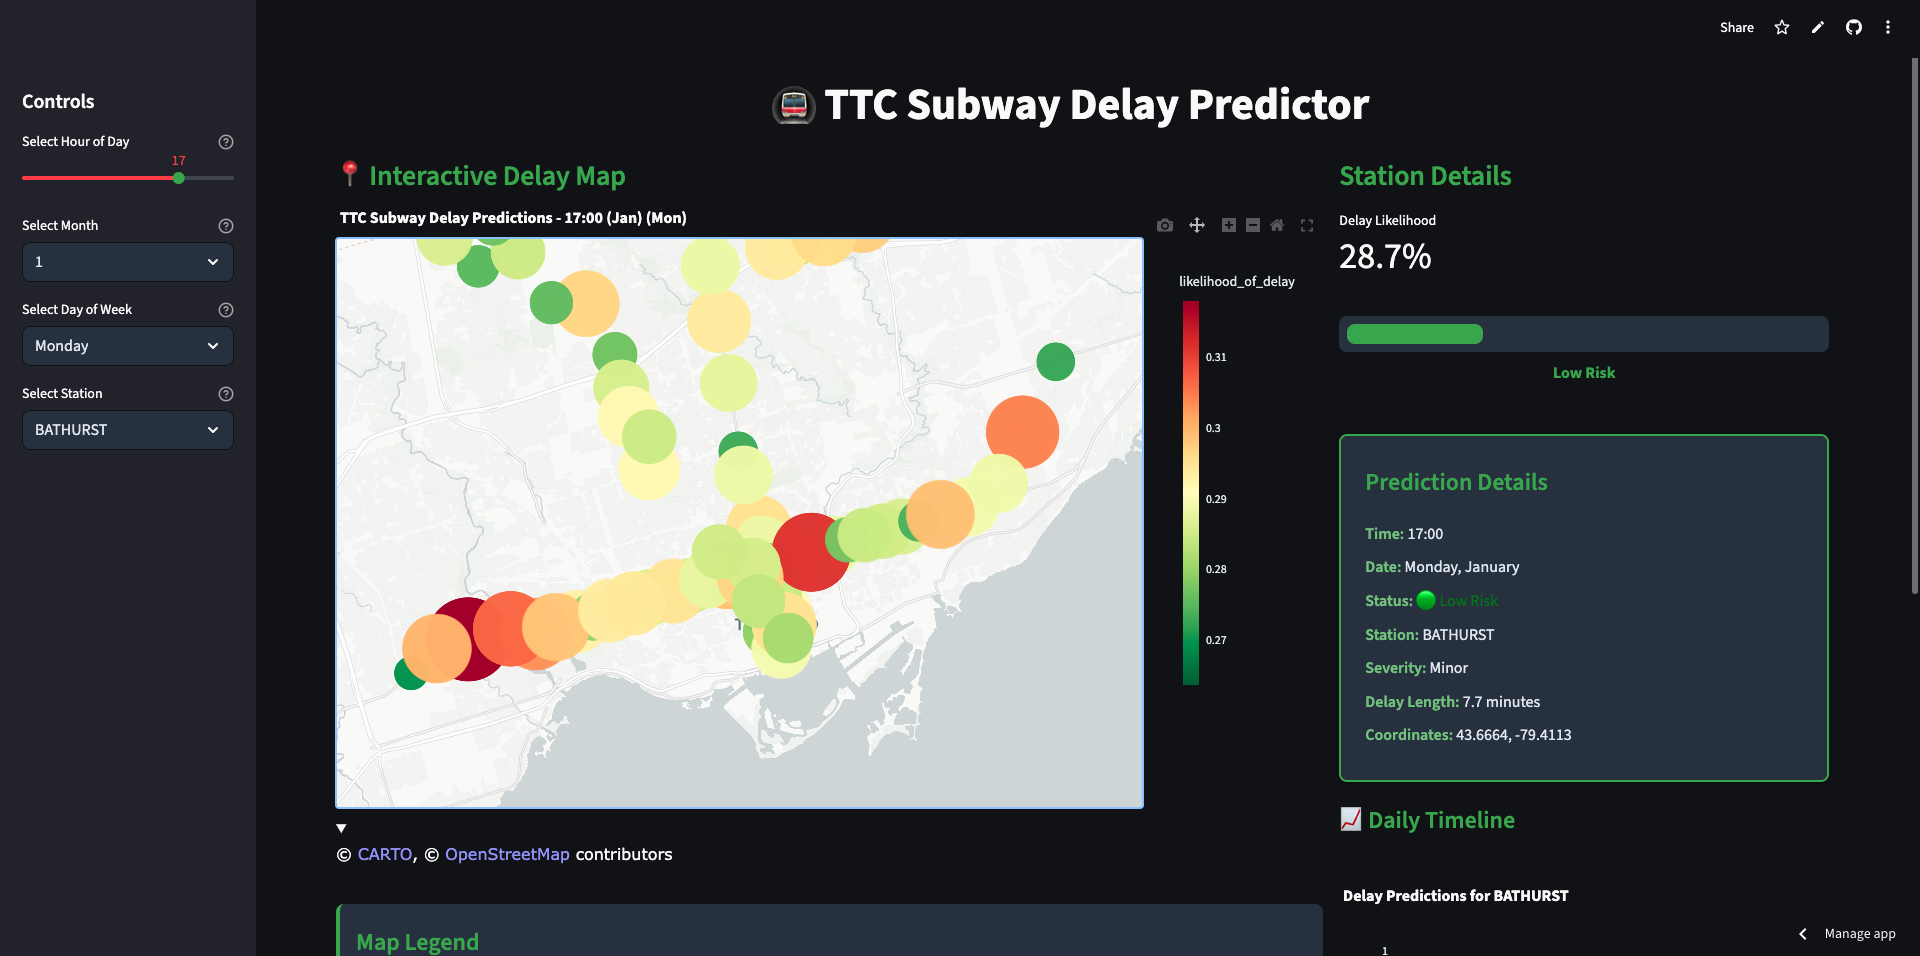 Share
Controls
Select Hour of Day
17
Select Month
1
Select Day of Week
Monday
Select Station
BATHURST
TTC Subway Delay Predictor
Interactive Delay Map
TTC Subway Delay Predictions - 17:00 (Jan) (Mon)
likelihood_of_delay
0.31
0.3
0.29
0.28
0.27
© CARTO, © OpenStreetMap contributors
Map Legend
Station Details
Delay Likelihood
28.7%
Low Risk
Prediction Details
Time: 17:00
Date: Monday, January
Status: Low Risk
Station: BATHURST
Severity: Minor
Delay Length: 7.7 minutes
Coordinates: 43.6664, -79.4113
Daily Timeline
Delay Predictions for BATHURST
1
Manage app